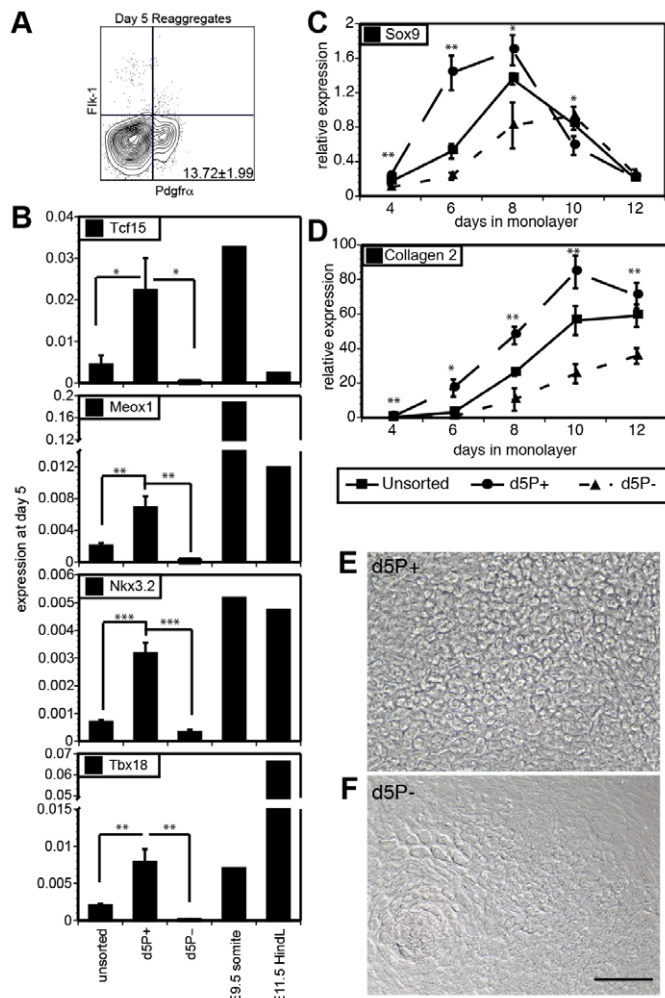 A
Day 5 Reaggregates
Flk-1
13.72±1.99
Pdgfrα
B
expression at day 5
Tcf15
0.04
0.03
0.02
0.01
0
* *
Meox1
0.2
0.16
0.12
0.012
0.008
0.004
0
** **
Nkx3.2
0.006
0.005
0.004
0.003
0.002
0.001
0
*** ***
Tbx18
0.07
0.06
0.05
0.015
0.01
0.005
0
** **
unsorted
d5P+
d5P−
E9.5 somite
E11.5 HindL
C
Sox9
relative expression
2
1.6
1.2
0.8
0.4
0
** ** * *
4 6 8 10 12
days in monolayer
D
Collagen 2
relative expression
100
80
60
40
20
0
** * ** ** **
4 6 8 10 12
days in monolayer
Unsorted d5P+ d5P-
E d5P+
F d5P-